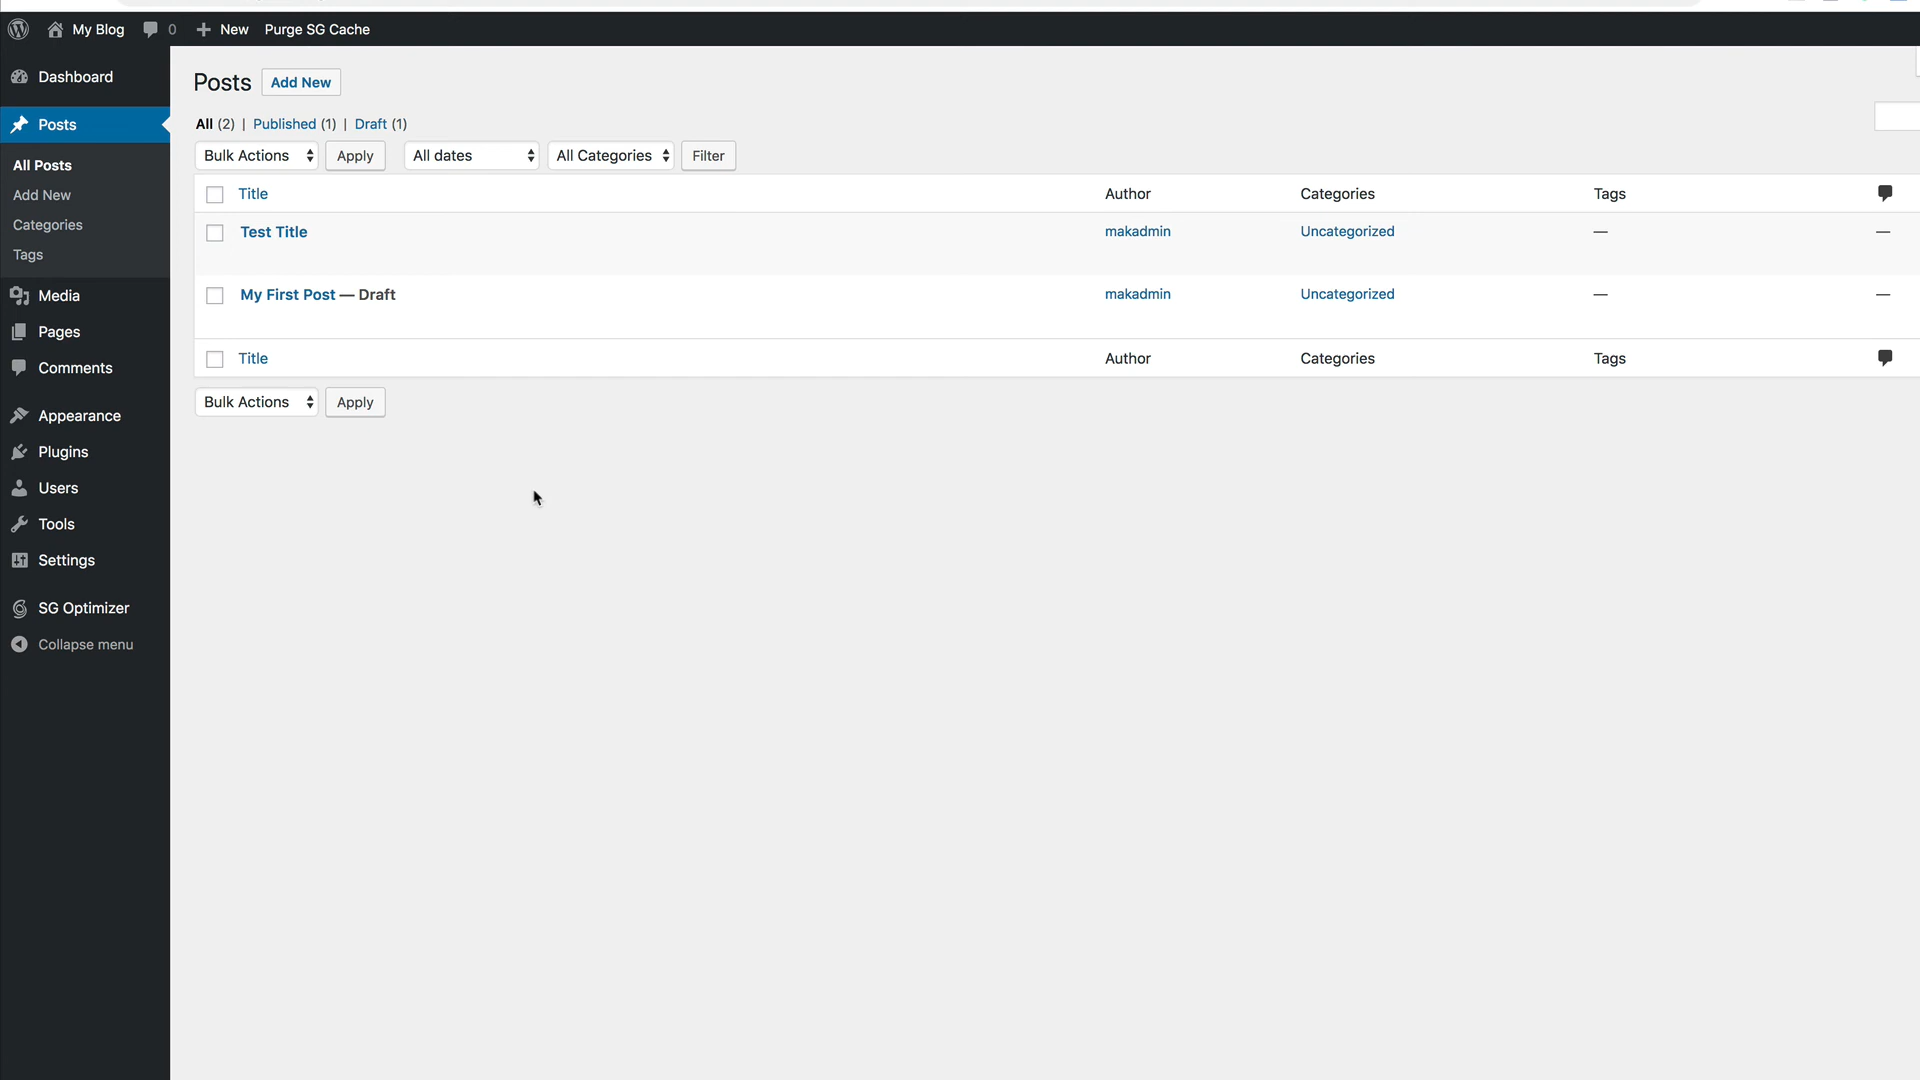 My Blog 0 New Purge SG Cache
Dashboard
Posts
All Posts
Add New
Categories
Tags
Media
Pages
Comments
Appearance
Plugins
Users
Tools
Settings
SG Optimizer
Collapse menu
Posts Add New
All (2) | Published (1) | Draft (1)
Bulk Actions Apply All dates All Categories Filter
Title Author Categories Tags
Test Title makadmin Uncategorized — —
My First Post — Draft makadmin Uncategorized — —
Title Author Categories Tags
Bulk Actions Apply